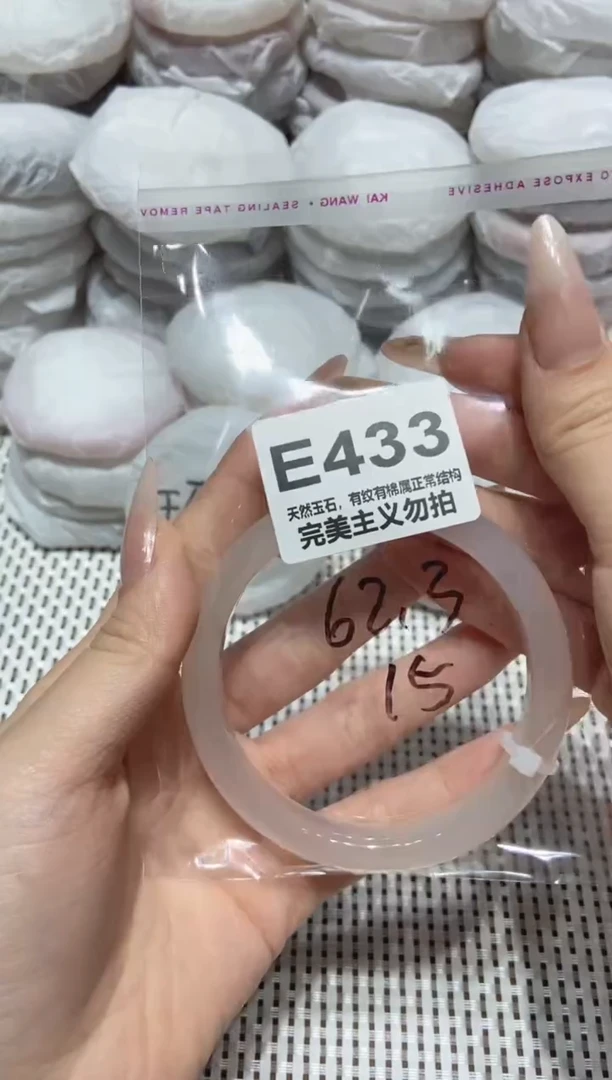 TO EXPOSE ADHESIVE
KAI WANG • SEALING TAPE REMOV
E433
天然玉石，有纹有棉属正常结构
完美主义勿拍
62.3
15